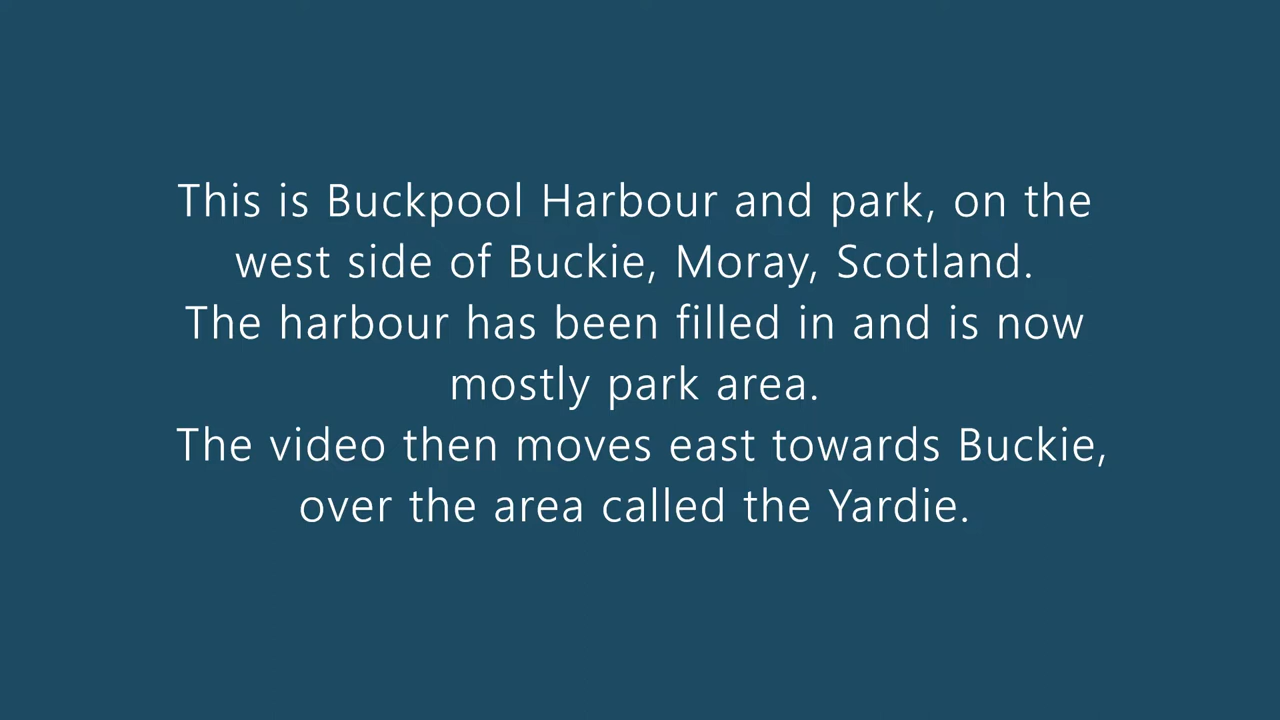 This is Buckpool Harbour and park, on the
west side of Buckie, Moray, Scotland.
The harbour has been filled in and is now
mostly park area.
The video then moves east towards Buckie,
over the area called the Yardie.